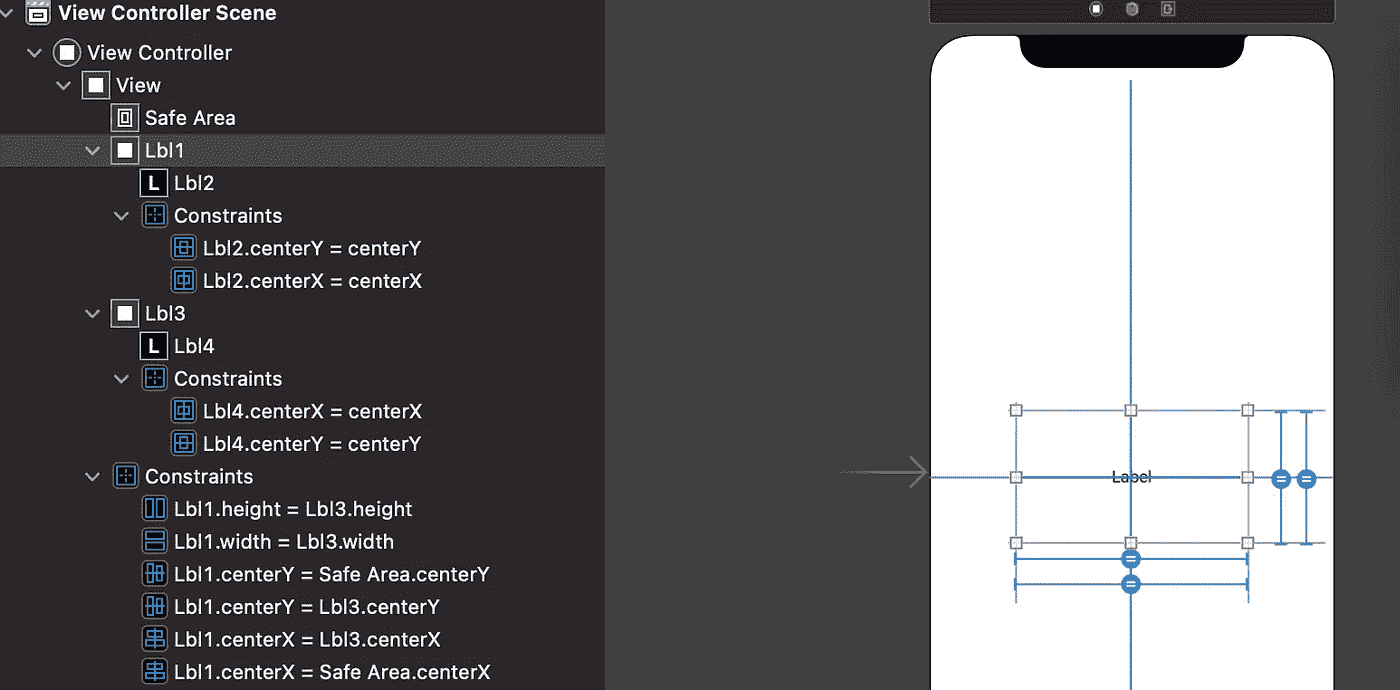 View Controller Scene
View Controller
View
Safe Area
Lbl1
L Lbl2
Constraints
Lbl2.centerY = centerY
Lbl2.centerX = centerX
Lbl3
L Lbl4
Constraints
Lbl4.centerX = centerX
Lbl4.centerY = centerY
Constraints
Lbl1.height = Lbl3.height
Lbl1.width = Lbl3.width
Lbl1.centerY = Safe Area.centerY
Lbl1.centerY = Lbl3.centerY
Lbl1.centerX = Lbl3.centerX
Lbl1.centerX = Safe Area.centerX
Label